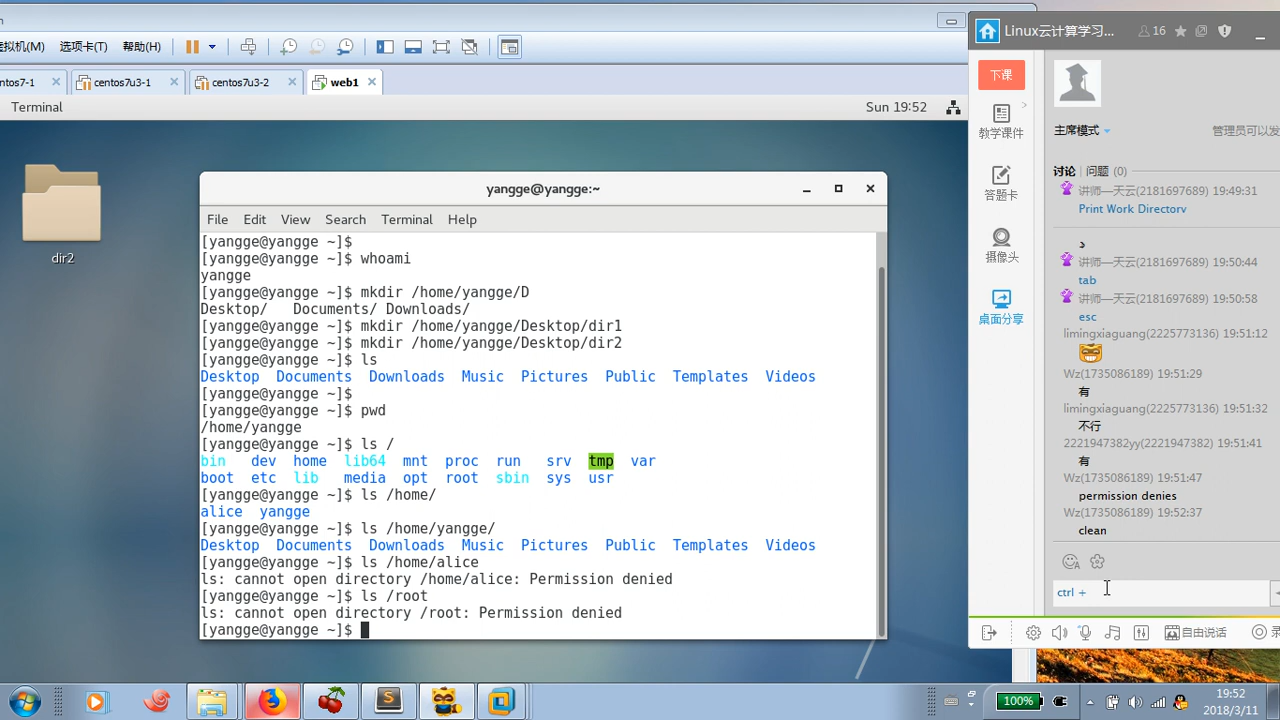 n
虚拟机(M) 选项卡(T) 帮助(H)
ntos7-1 centos7u3-1 centos7u3-2 web1
Terminal Sun 19:52
dir2
yangge@yangge:~
File Edit View Search Terminal Help
[yangge@yangge ~]$
[yangge@yangge ~]$ whoami
yangge
[yangge@yangge ~]$ mkdir /home/yangge/D
Desktop/ Documents/ Downloads/
[yangge@yangge ~]$ mkdir /home/yangge/Desktop/dir1
[yangge@yangge ~]$ mkdir /home/yangge/Desktop/dir2
[yangge@yangge ~]$ ls
Desktop Documents Downloads Music Pictures Public Templates Videos
[yangge@yangge ~]$
[yangge@yangge ~]$ pwd
/home/yangge
[yangge@yangge ~]$ ls /
bin dev home lib64 mnt proc run srv tmp var
boot etc lib media opt root sbin sys usr
[yangge@yangge ~]$ ls /home/
alice yangge
[yangge@yangge ~]$ ls /home/yangge/
Desktop Documents Downloads Music Pictures Public Templates Videos
[yangge@yangge ~]$ ls /home/alice
ls: cannot open directory /home/alice: Permission denied
[yangge@yangge ~]$ ls /root
ls: cannot open directory /root: Permission denied
[yangge@yangge ~]$
Linux云计算学习... 16
下课
教学课件
答题卡
摄像头
桌面分享
主席模式 管理员可以发
讨论 | 问题 (0)
讲师—天云(2181697689) 19:49:31
Print Work Directory
讲师—天云(2181697689) 19:50:44
tab
讲师—天云(2181697689) 19:50:58
esc
limingxiaguang(2225773136) 19:51:12
Wz(1735086189) 19:51:29
有
limingxiaguang(2225773136) 19:51:32
不行
2221947382yy(2221947382) 19:51:41
有
Wz(1735086189) 19:51:47
permission denies
Wz(1735086189) 19:52:37
clean
ctrl +
自由说话 录
100% 19:52
2018/3/11